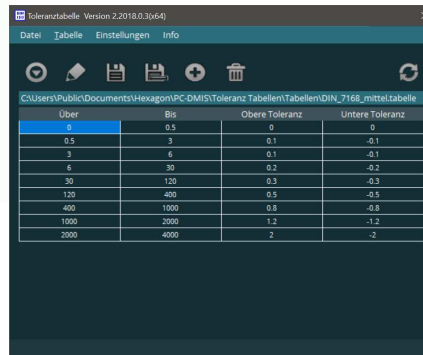 Toleranztabelle Version 2.2018.0.3(x64)
Datei Tabelle Einstellungen Info
C:\Users\Public\Documents\Hexagon\PC-DMIS\Toleranz Tabellen\Tabellen\DIN_7168_mittel.tabelle
Über Bis Obere Toleranz Untere Toleranz
0 0.5 0 0
0.5 3 0.1 -0.1
3 6 0.1 -0.1
6 30 0.2 -0.2
30 120 0.3 -0.3
120 400 0.5 -0.5
400 1000 0.8 -0.8
1000 2000 1.2 -1.2
2000 4000 2 -2